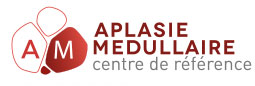 A M
APLASIE
MEDULLAIRE
centre de référence